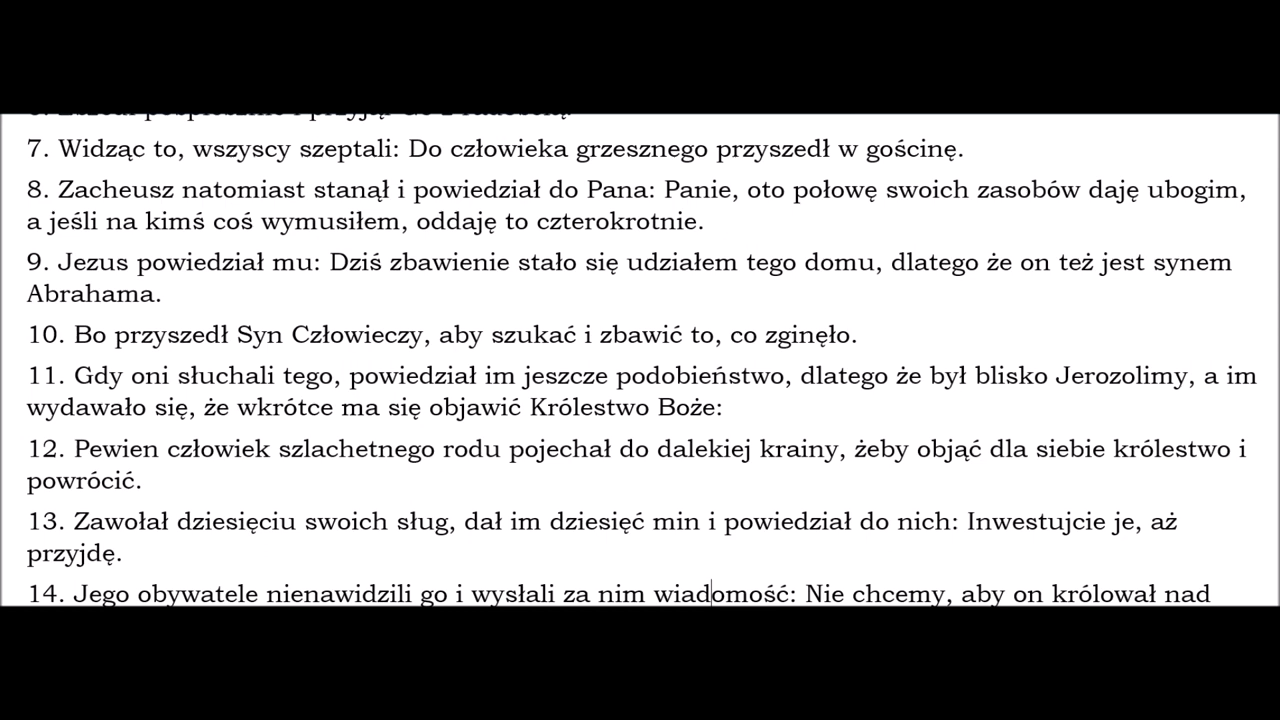 7. Widząc to, wszyscy szeptali: Do człowieka grzesznego przyszedł w gościnę.
8. Zacheusz natomiast stanął i powiedział do Pana: Panie, oto połowę swoich zasobów daję ubogim,
a jeśli na kimś coś wymusiłem, oddaję to czterokrotnie.
9. Jezus powiedział mu: Dziś zbawienie stało się udziałem tego domu, dlatego że on też jest synem
Abrahama.
10. Bo przyszedł Syn Człowieczy, aby szukać i zbawić to, co zginęło.
11. Gdy oni słuchali tego, powiedział im jeszcze podobieństwo, dlatego że był blisko Jerozolimy, a im
wydawało się, że wkrótce ma się objawić Królestwo Boże:
12. Pewien człowiek szlachetnego rodu pojechał do dalekiej krainy, żeby objąć dla siebie królestwo i
powrócić.
13. Zawołał dziesięciu swoich sług, dał im dziesięć min i powiedział do nich: Inwestujcie je, aż
przyjdę.
14. Jego obywatele nienawidzili go i wysłali za nim wiadomość: Nie chcemy, aby on królował nad